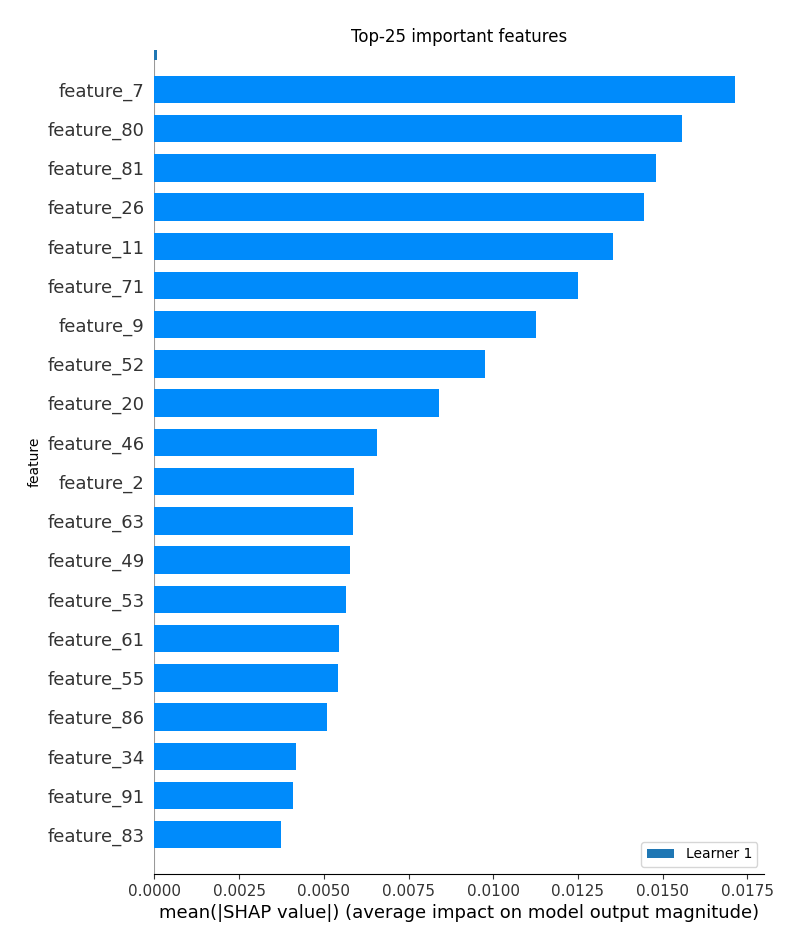 Top-25 important features
feature_7
feature_80
feature_81
feature_26
feature_11
feature_71
feature_9
feature_52
feature_20
feature_46
feature_2
feature_63
feature_49
feature_53
feature_61
feature_55
feature_86
feature_34
feature_91
feature_83
feature
Learner 1
0.0000 0.0025 0.0050 0.0075 0.0100 0.0125 0.0150 0.0175
mean(|SHAP value|) (average impact on model output magnitude)